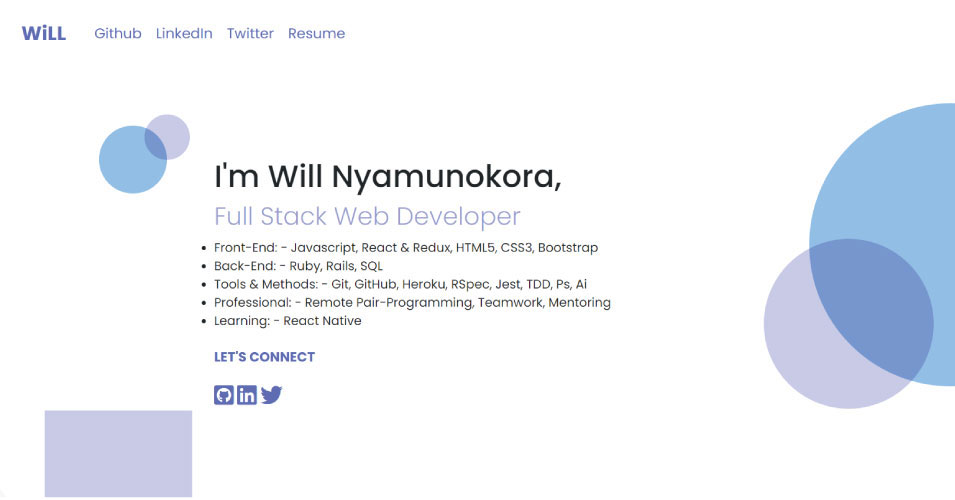 WiLL Github LinkedIn Twitter Resume
I'm Will Nyamunokora,
Full Stack Web Developer
Front-End: - Javascript, React & Redux, HTML5, CSS3, Bootstrap
Back-End: - Ruby, Rails, SQL
Tools & Methods: - Git, GitHub, Heroku, RSpec, Jest, TDD, Ps, Ai
Professional: - Remote Pair-Programming, Teamwork, Mentoring
Learning: - React Native
LET'S CONNECT
in